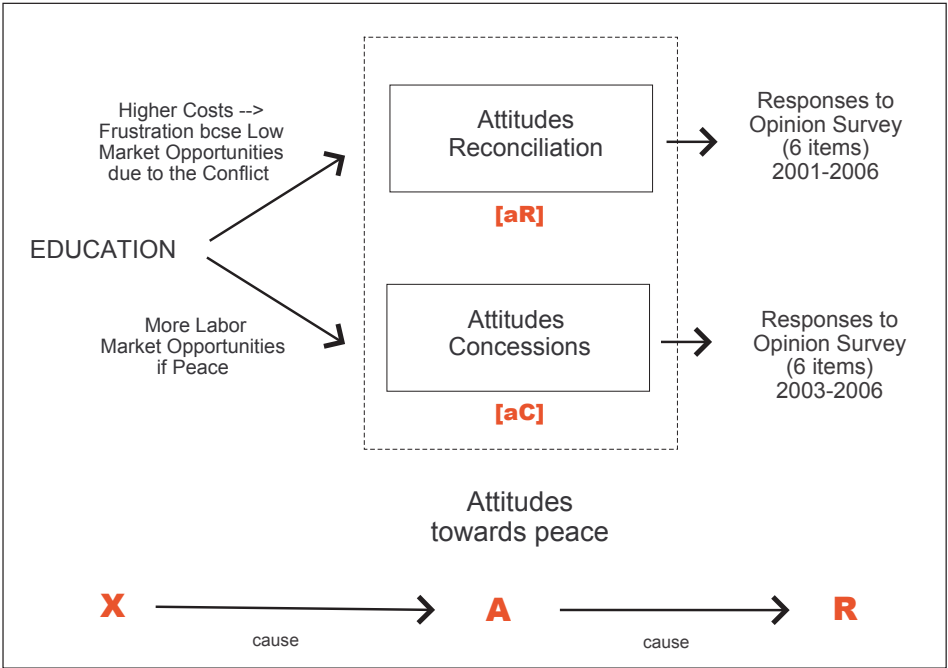 Higher Costs -->
Frustration bcse Low
Market Opportunities
due to the Conflict
EDUCATION
More Labor
Market Opportunities
if Peace
Attitudes
Reconciliation
[aR]
Attitudes
Concessions
[aC]
Responses to
Opinion Survey
(6 items)
2001-2006
Responses to
Opinion Survey
(6 items)
2003-2006
Attitudes
towards peace
X
cause
A
cause
R